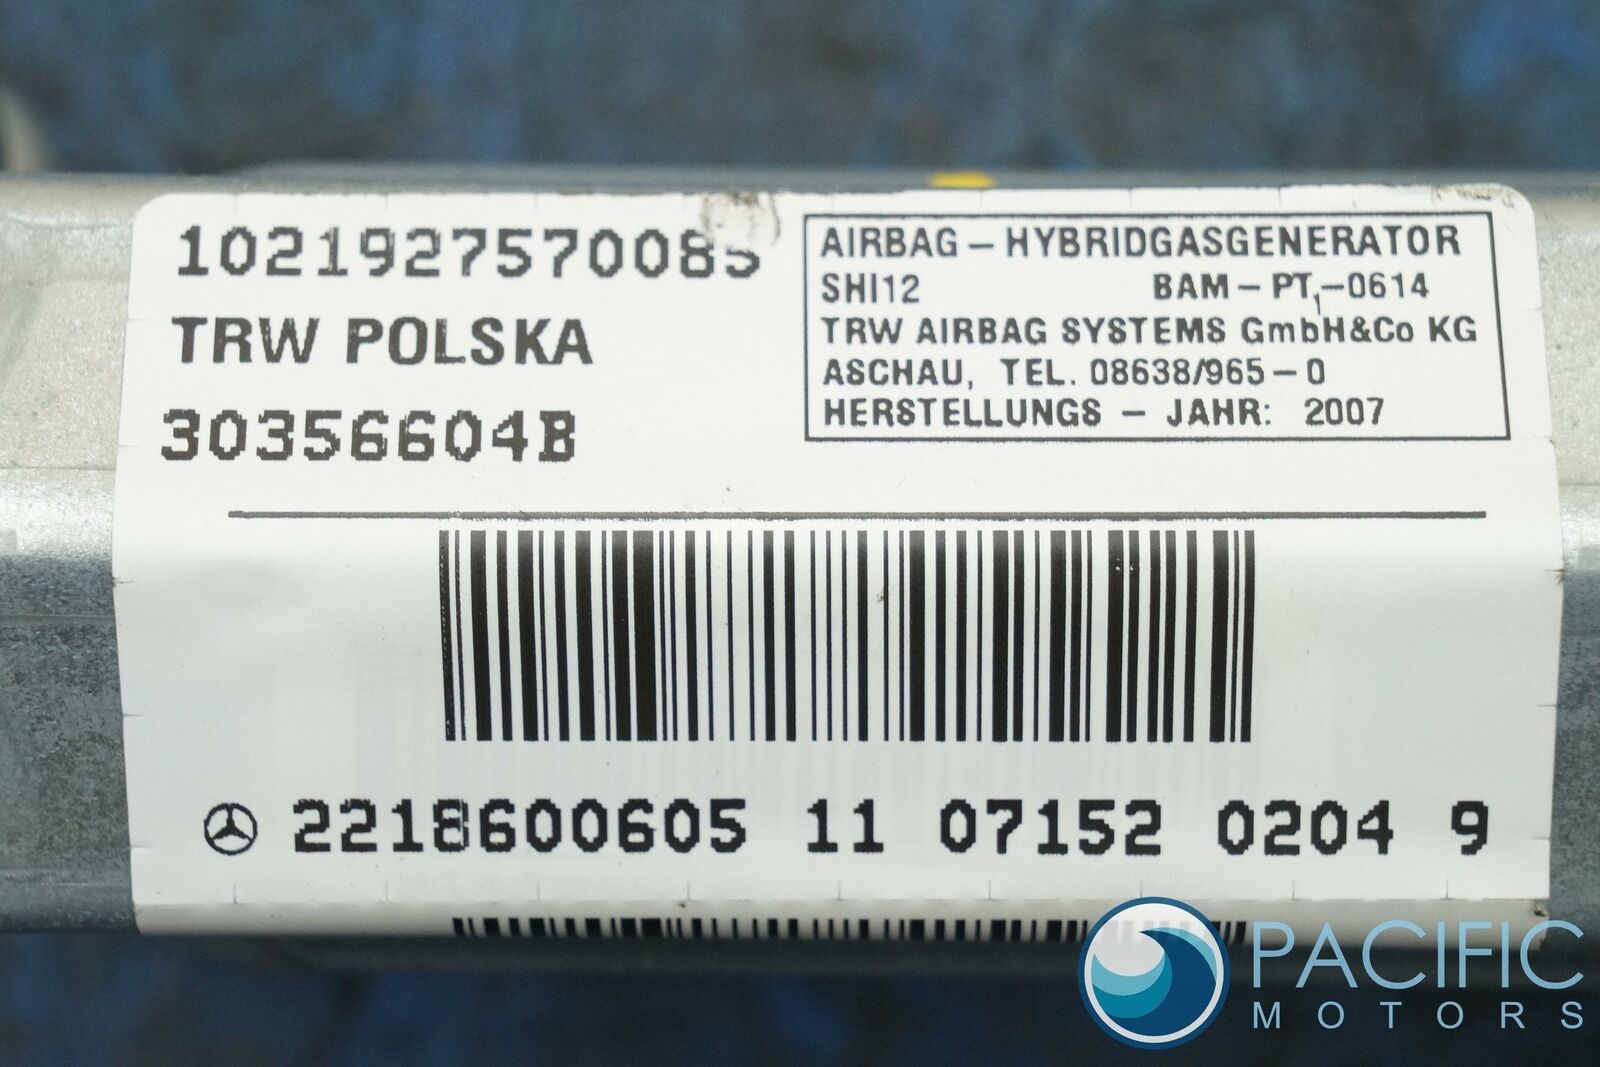 102192757008
TRW POLSKA
30356604B
AIRBAG – HYBRIDGASGENERATOR
SHI12 BAM – PT1–0614
TRW AIRBAG SYSTEMS GmbH&Co KG
ASCHAU, TEL. 08638/965 – 0
HERSTELLUNGS – JAHR: 2007
2218600605 11 07152 0204 9
PACIFIC
MOTORS